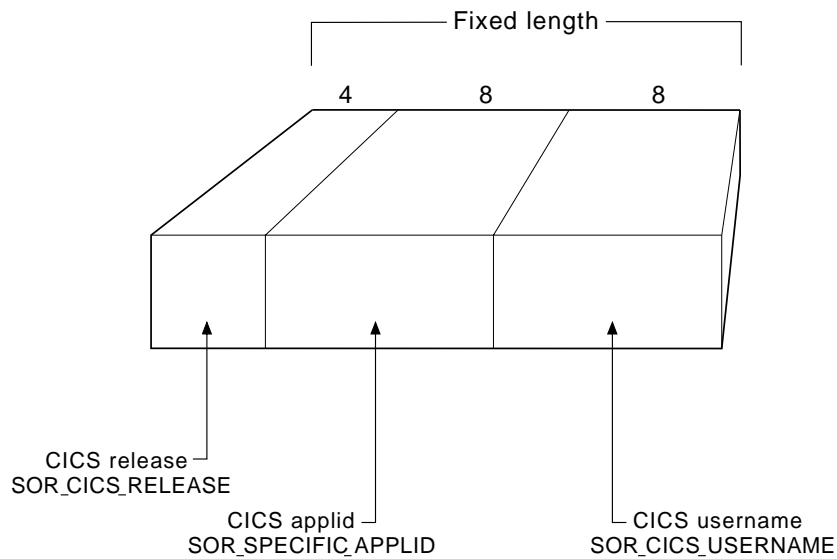 Fixed length
4 8 8
CICS release
SOR_CICS_RELEASE
CICS applid
SOR_SPECIFIC_APPLID
CICS username
SOR_CICS_USERNAME